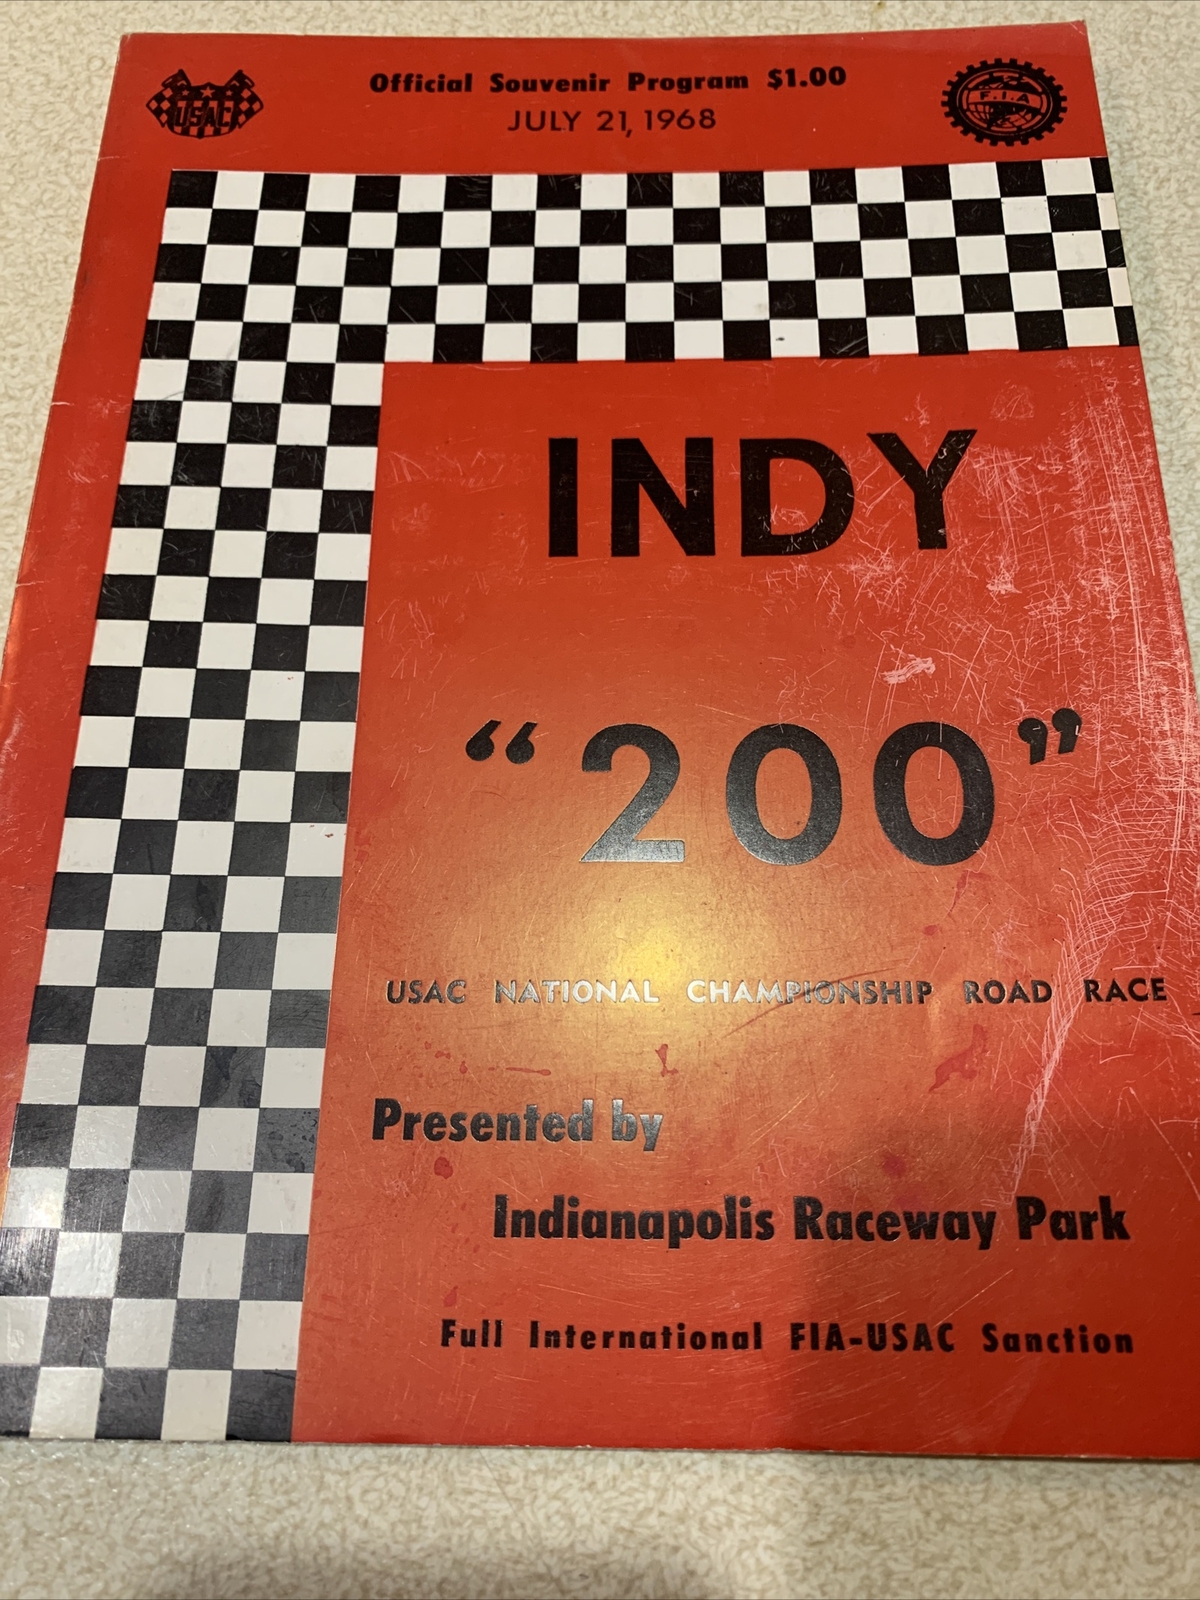 Official Souvenir Program $1.00
JULY 21, 1968
USAC
F.I.A
INDY
“200”
USAC NATIONAL CHAMPIONSHIP ROAD RACE
Presented by
Indianapolis Raceway Park
Full International FIA-USAC Sanction